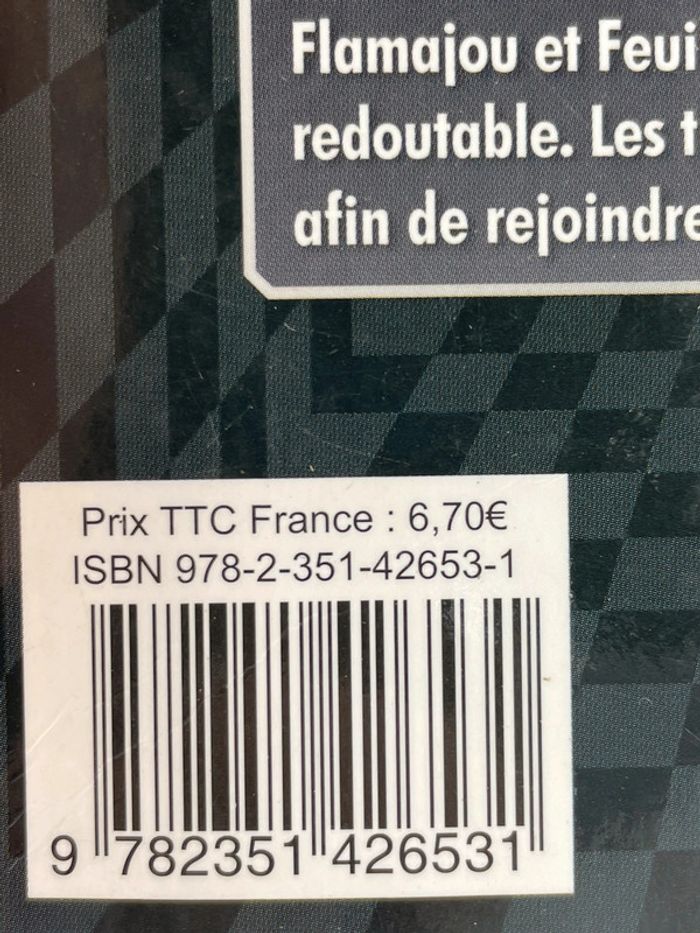 Flamajou et Feui
redoutable. Les t
afin de rejoindre
Prix TTC France : 6,70€
ISBN 978-2-351-42653-1
9 782351 426531